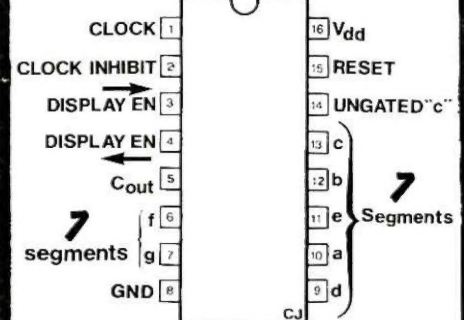 CLOCK 1 16 Vdd
CLOCK INHIBIT 2 15 RESET
DISPLAY EN 3 14 UNGATED "c"
DISPLAY EN 4 13 c
Cout 5 12 b
f 6 11 e
7 Segments
7 segments
g 7 10 a
GND 8 9 d
CJ